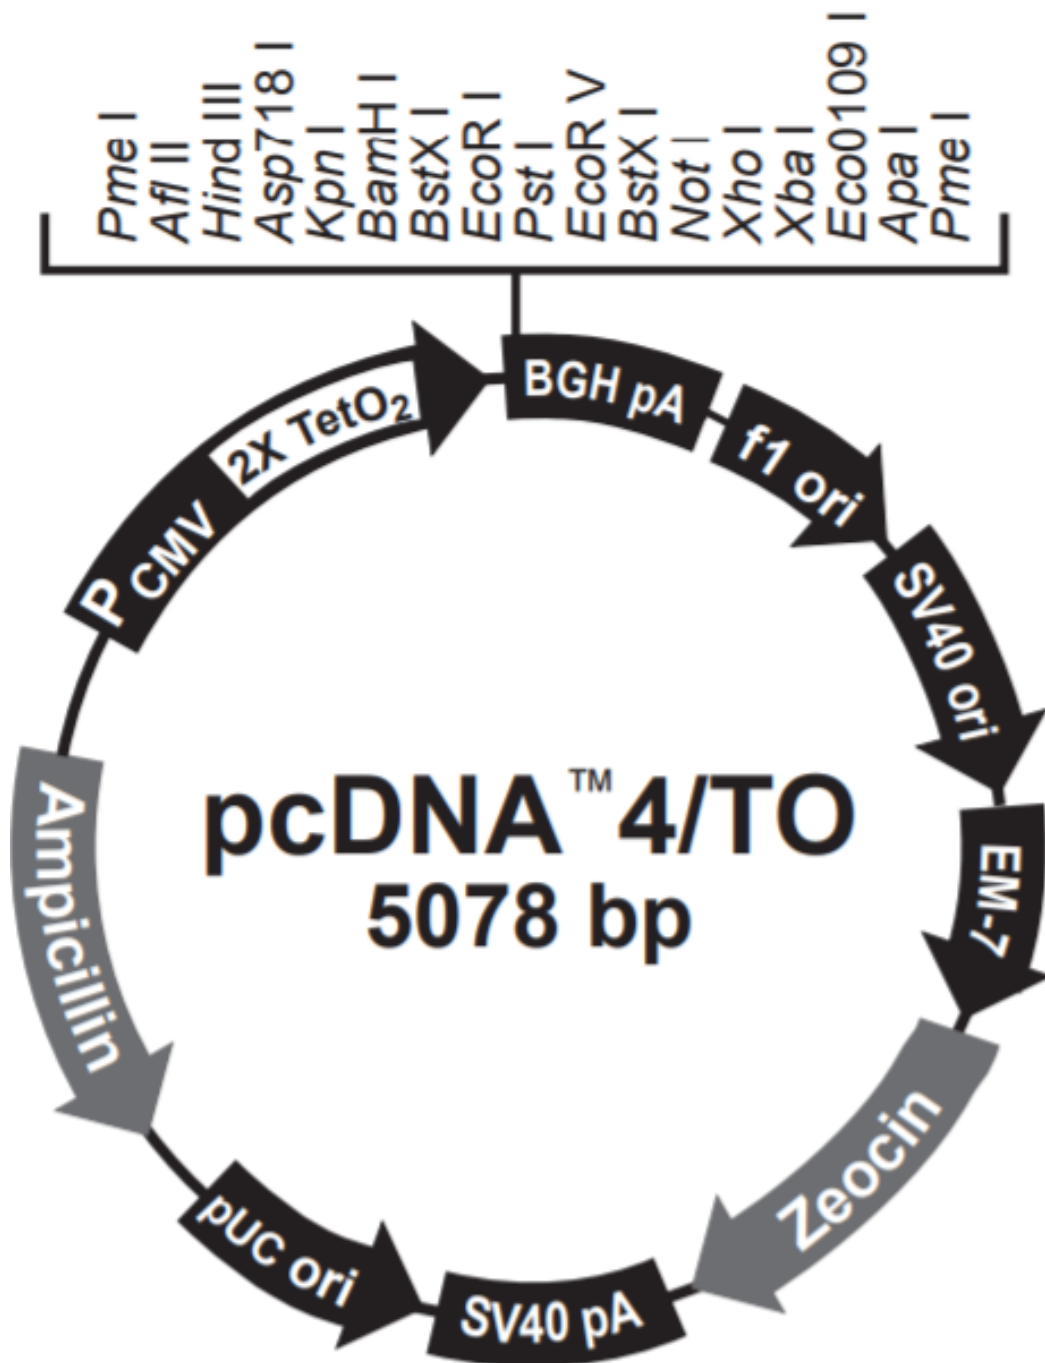 Pme I
Afl II
Hind III
Asp718 I
Kpn I
BamH I
BstX I
EcoR I
Pst I
EcoR V
BstX I
Not I
Xho I
Xba I
Eco0109 I
Apa I
Pme I
BGH pA
f1 ori
SV40 ori
EM-7
Zeocin
SV40 pA
pUC ori
Ampicillin
P CMV
2X TetO2
pcDNA™4/TO
5078 bp